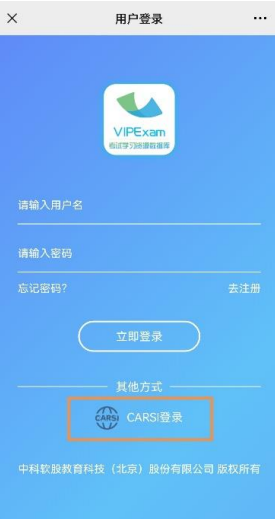 用户登录
VIPExam
考试学习资源数据库
请输入用户名
请输入密码
忘记密码? 去注册
立即登录
其他方式
CARSI CARSI登录
中科软股教育科技（北京）股份有限公司 版权所有